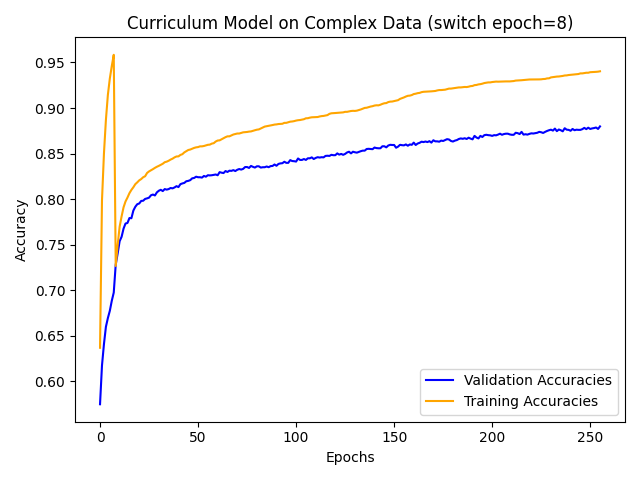 Curriculum Model on Complex Data (switch epoch=8)
Accuracy
0.95
0.90
0.85
0.80
0.75
0.70
0.65
0.60
0
50
100
150
200
250
Epochs
Validation Accuracies
Training Accuracies